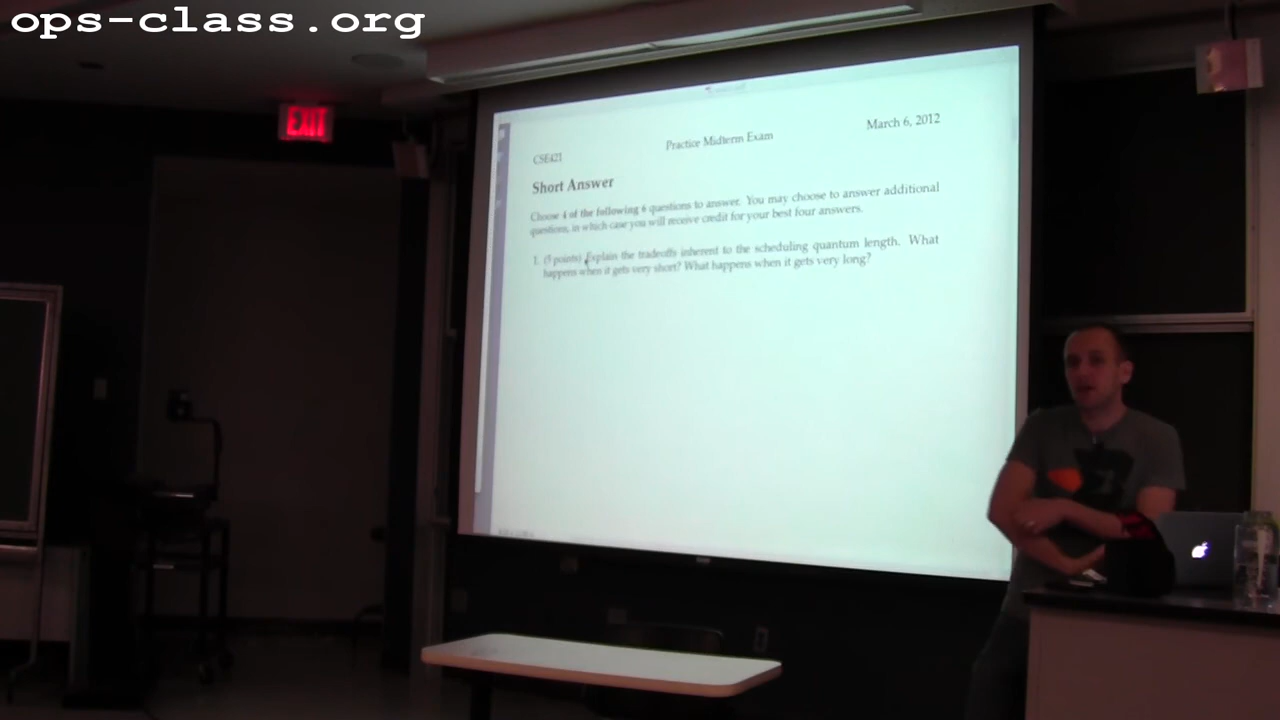 ops-class.org
EXIT
March 6, 2012
Practice Midterm Exam
CSE421
Short Answer
Choose 4 of the following 6 questions to answer. You may choose to answer additional
questions, in which case you will receive credit for your best four answers.
1. (5 points) Explain the tradeoffs inherent to the scheduling quantum length. What
happens when it gets very short? What happens when it gets very long?